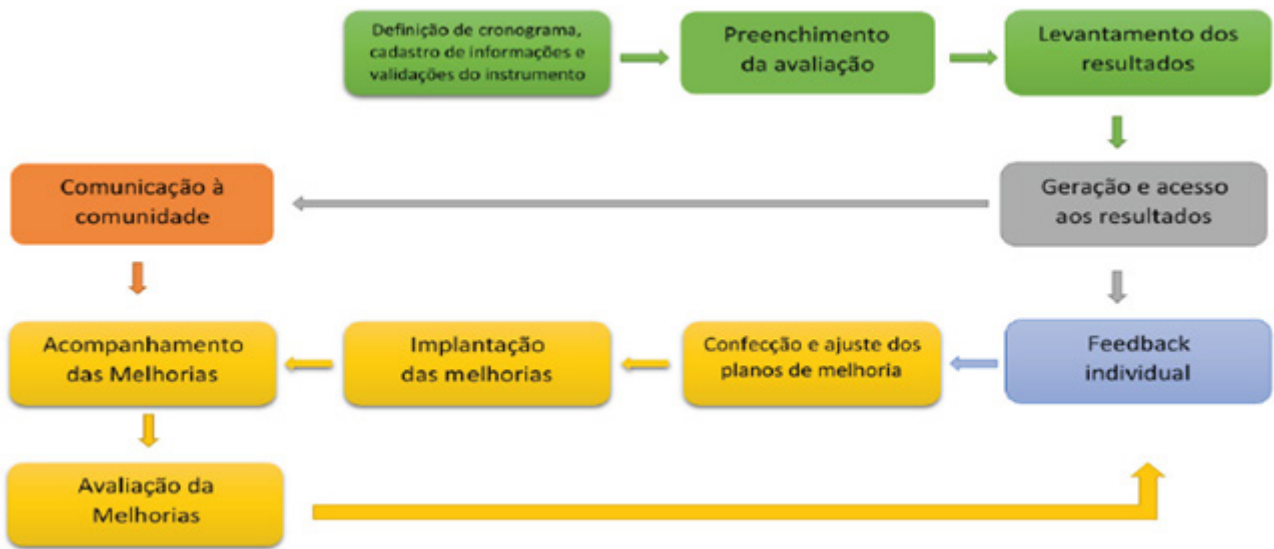 Definição de cronograma,
cadastro de informações e
validações do instrumento
Preenchimento
da avaliação
Levantamento dos
resultados
Comunicação à
comunidade
Geração e acesso
aos resultados
Acompanhamento
das Melhorias
Implantação
das melhorias
Confecção e ajuste dos
planos de melhoria
Feedback
individual
Avaliação da
Melhorias